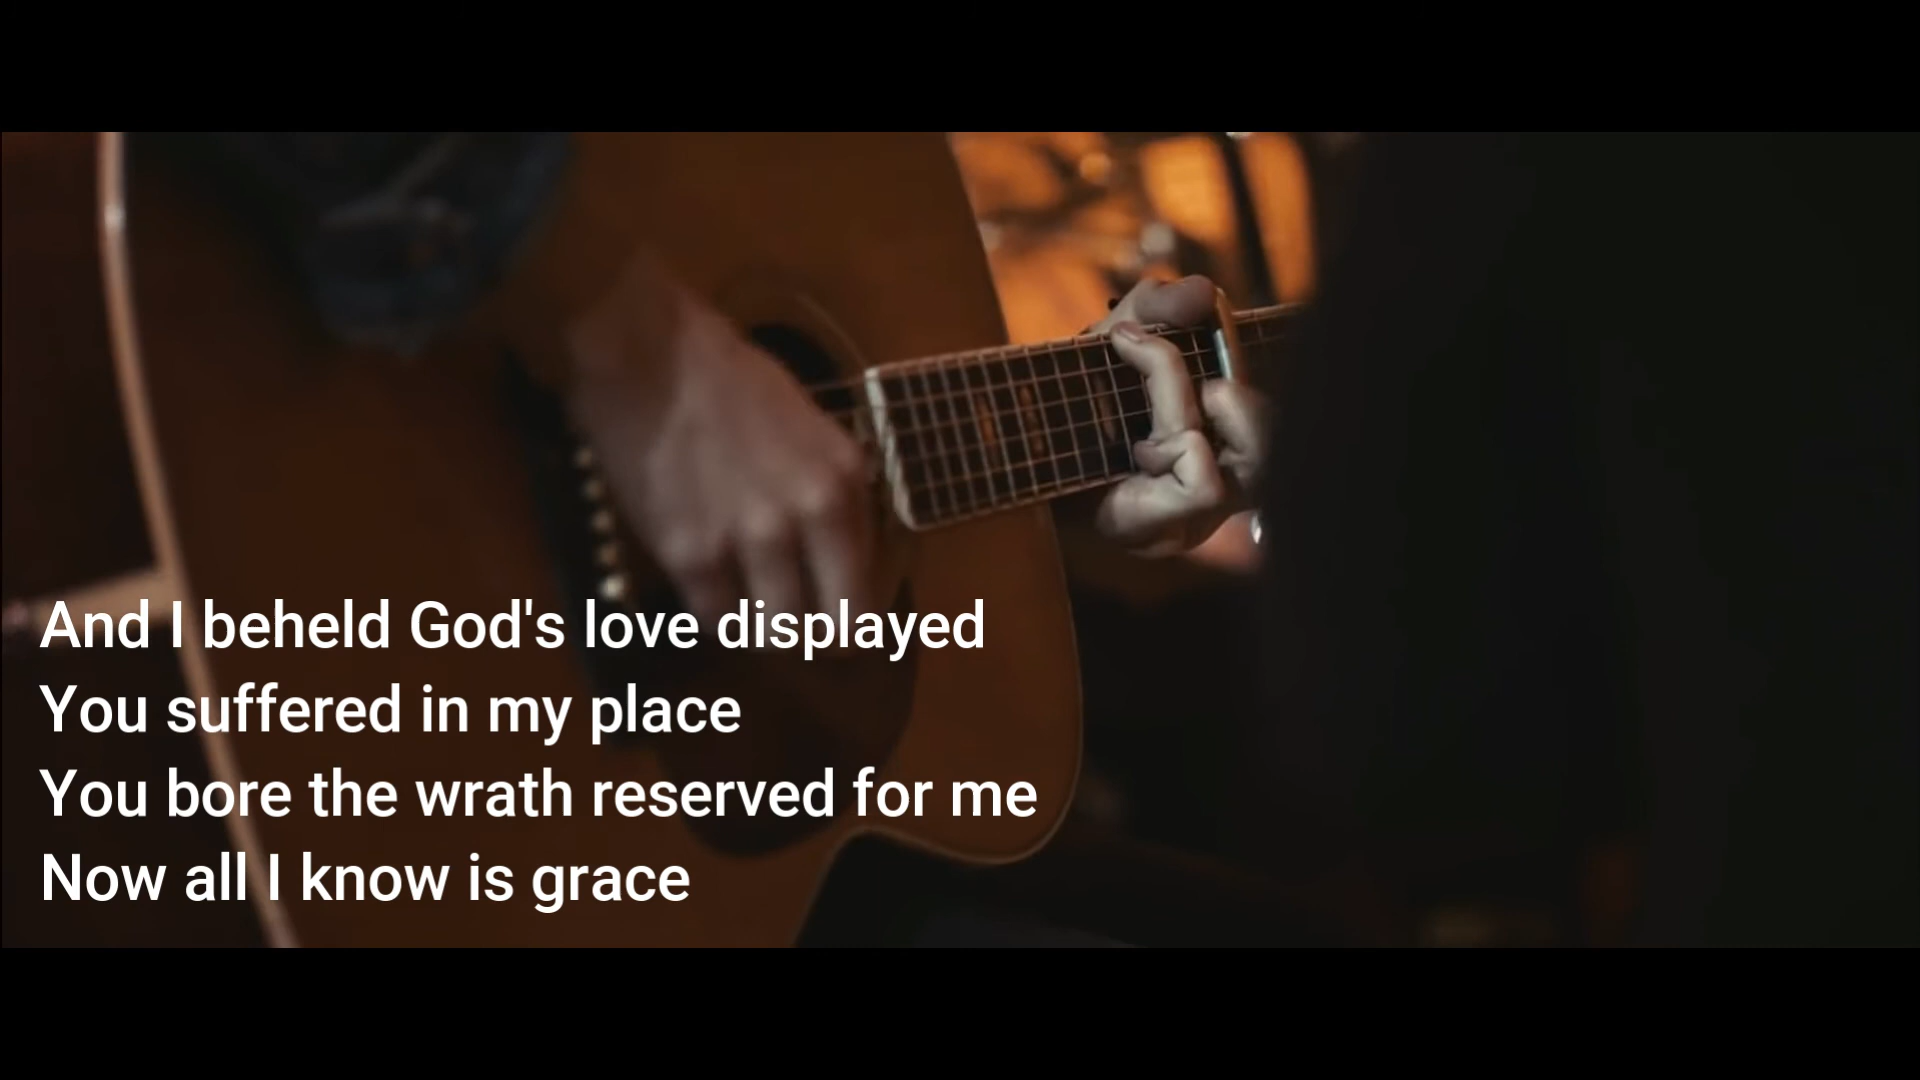 And I beheld God's love displayed
You suffered in my place
You bore the wrath reserved for me
Now all I know is grace